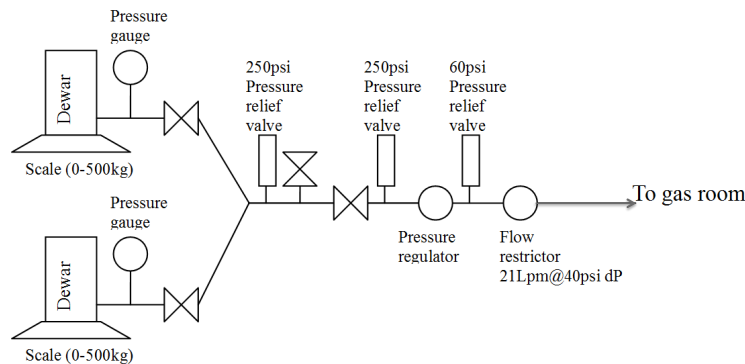 Pressure
gauge
Dewar
Scale (0-500kg)
Pressure
gauge
Dewar
Scale (0-500kg)
250psi
Pressure
relief
valve
250psi
Pressure
relief
valve
60psi
Pressure
relief
valve
Pressure
regulator
Flow
restrictor
21Lpm@40psi dP
To gas room